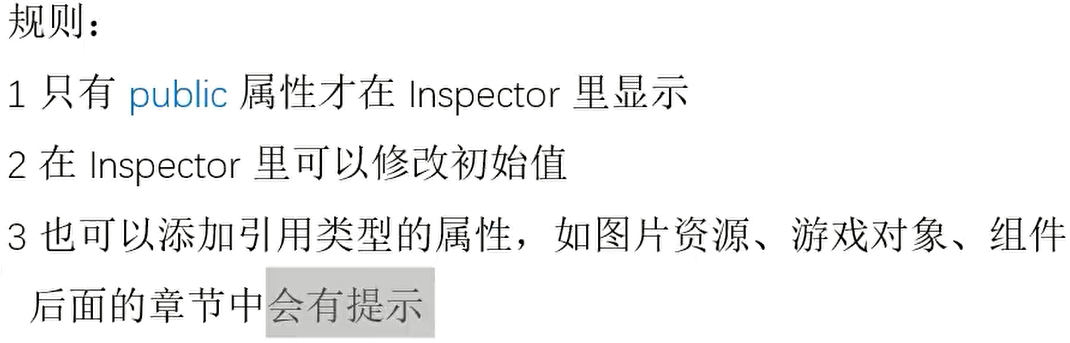 规则：
1 只有 public 属性才在 Inspector 里显示
2 在 Inspector 里可以修改初始值
3 也可以添加引用类型的属性，如图片资源、游戏对象、组件
后面的章节中会有提示